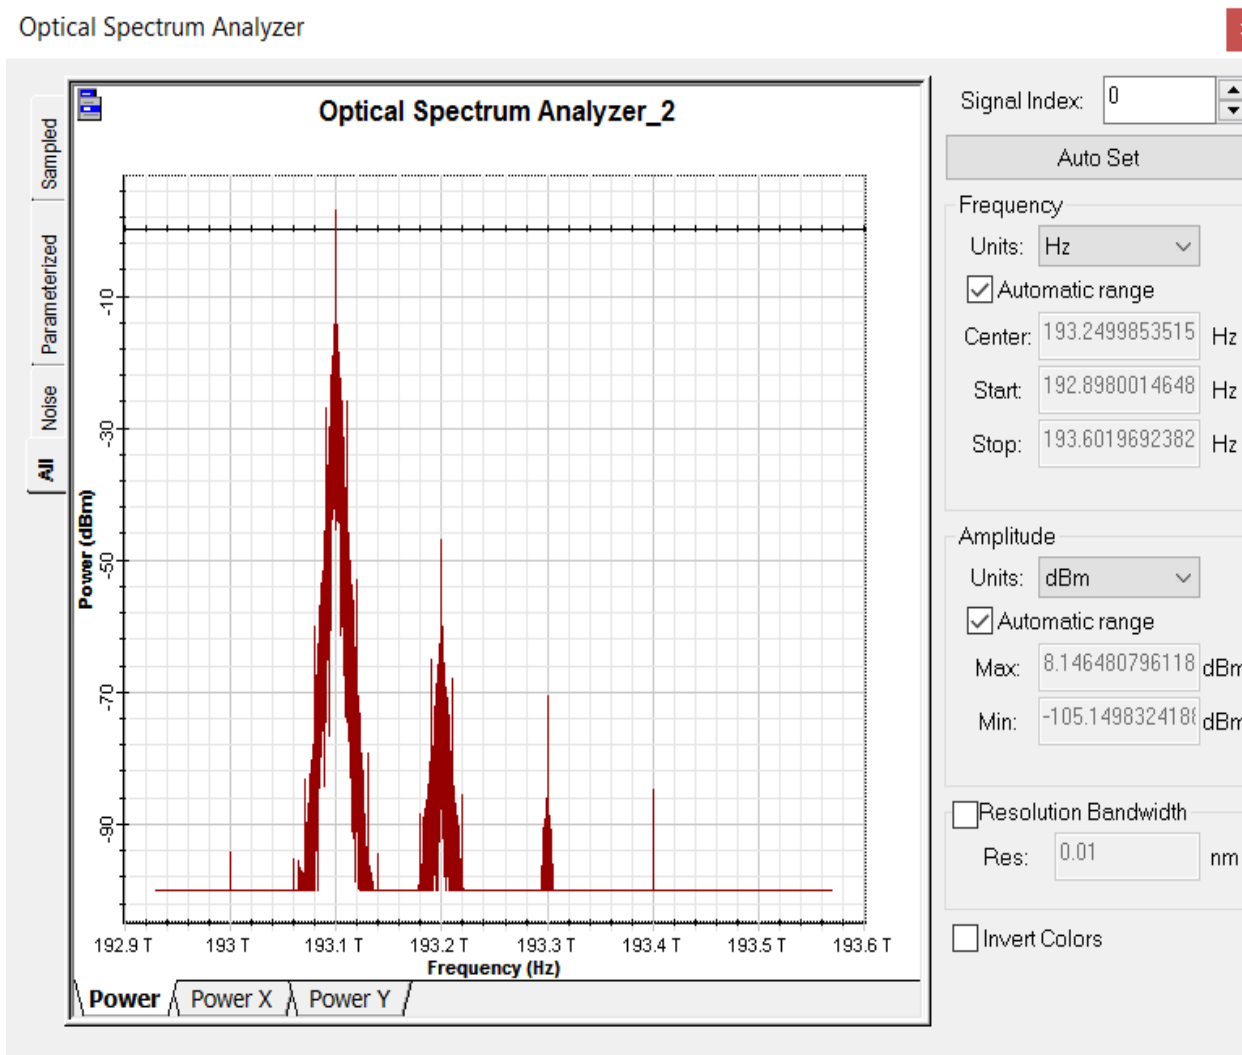 Optical Spectrum Analyzer
Sampled
Parameterized
Noise
All
Optical Spectrum Analyzer_2
Power (dBm)
-10
-30
-50
-70
-90
192.9 T 193 T 193.1 T 193.2 T 193.3 T 193.4 T 193.5 T 193.6 T
Frequency (Hz)
Power Power X Power Y
Signal Index: 0
Auto Set
Frequency
Units: Hz
Automatic range
Center: 193.2499853515 Hz
Start: 192.8980014648 Hz
Stop: 193.6019692382 Hz
Amplitude
Units: dBm
Automatic range
Max: 8.146480796118 dBm
Min: -105.149832418 dBm
Resolution Bandwidth
Res: 0.01 nm
Invert Colors